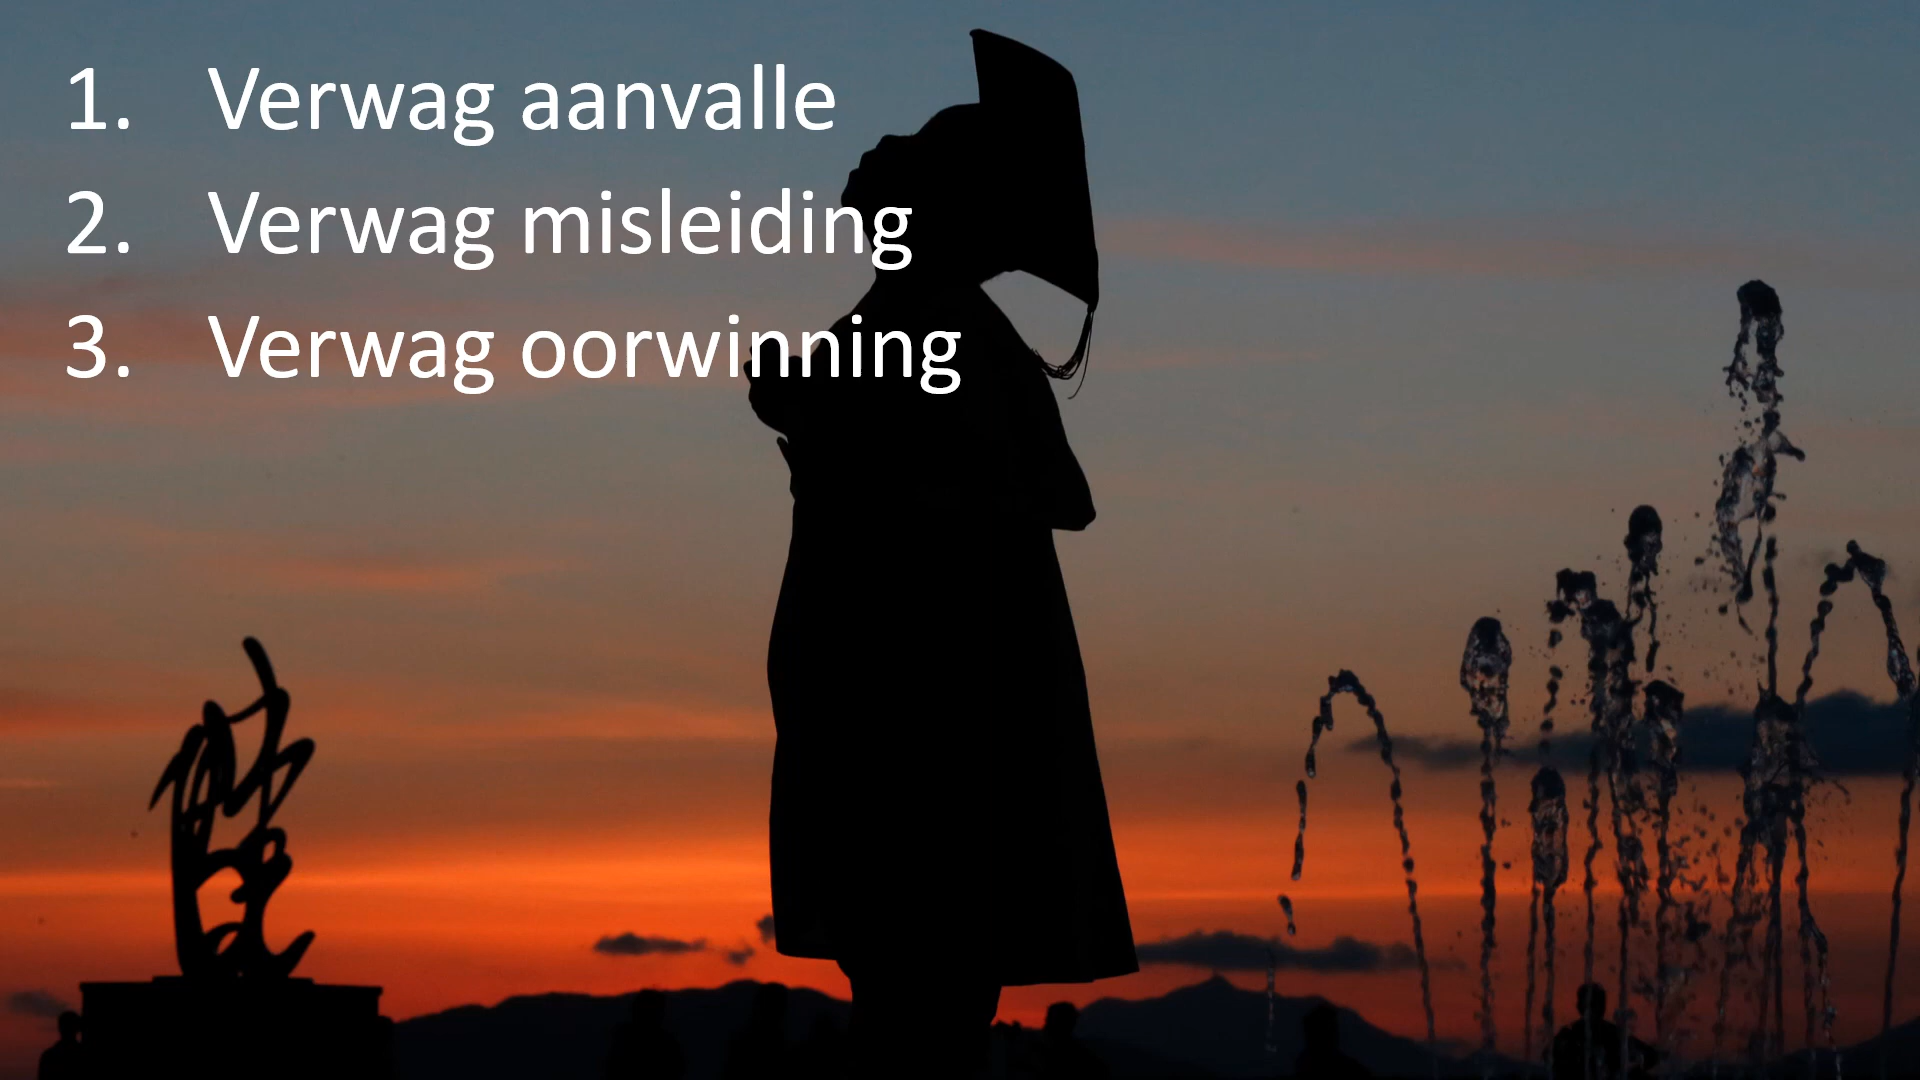 1. Verwag aanvalle
2. Verwag misleiding
3. Verwag oorwinning